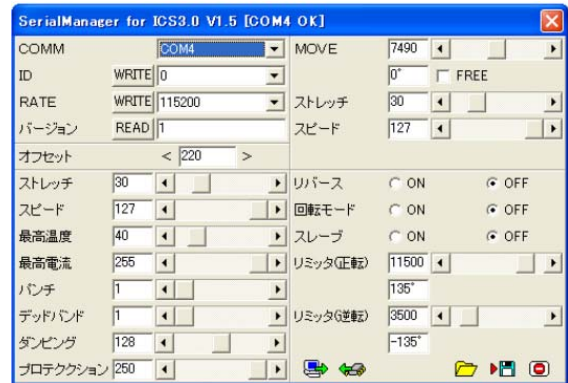 SerialManager for ICS3.0 V1.5 [COM4 OK]
COMM COM4
ID WRITE 0
RATE WRITE 115200
バージョン READ 1
オフセット < 220 >
ストレッチ 30
スピード 127
最高温度 40
最高電流 255
パンチ 1
デッドバンド 1
ダンピング 128
プロテククション 250
MOVE 7490
0° FREE
ストレッチ 30
スピード 127
リバース ON OFF
回転モード ON OFF
スレーブ ON OFF
リミッタ(正転) 11500
135°
リミッタ(逆転) 3500
-135°